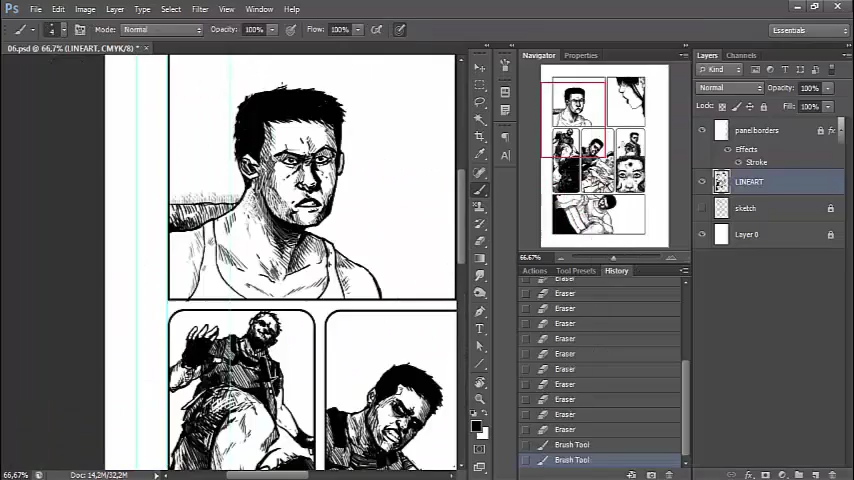 Ps File Edit Image Layer Type Select Filter View Window Help
4 Mode: Normal Opacity: 100% Flow: 100% Essentials
06.psd @ 66,7% (LINEART, CMYK/8) * ×
Navigator Properties
66.67%
Actions Tool Presets History
Eraser
Eraser
Eraser
Eraser
Eraser
Eraser
Eraser
Eraser
Eraser
Eraser
Eraser
Brush Tool
Brush Tool
Layers Channels
Kind
Normal Opacity: 100%
Lock: Fill: 100%
panelborders fx
Effects
Stroke
LINEART
sketch
Layer 0
66,67% Doc: 14,2M/32,2M